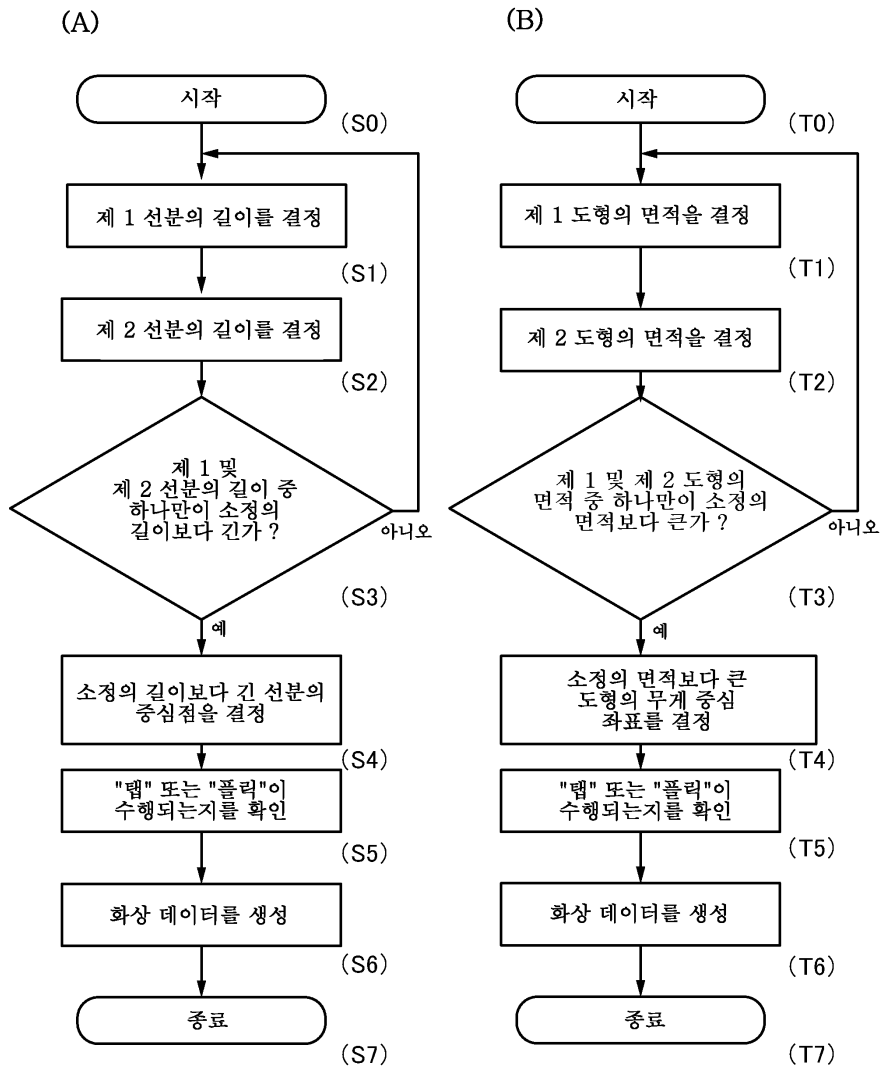 (A)
시작
(S0)
제 1 선분의 길이를 결정
(S1)
제 2 선분의 길이를 결정
(S2)
제 1 및
제 2 선분의 길이 중
하나만이 소정의
길이보다 긴가 ?
아니오
(S3)
예
소정의 길이보다 긴 선분의
중심점을 결정
(S4)
"탭" 또는 "플릭"이
수행되는지를 확인
(S5)
화상 데이터를 생성
(S6)
종료
(S7)
(B)
시작
(T0)
제 1 도형의 면적을 결정
(T1)
제 2 도형의 면적을 결정
(T2)
제 1 및 제 2 도형의
면적 중 하나만이 소정의
면적보다 큰가 ?
아니오
(T3)
예
소정의 면적보다 큰
도형의 무게 중심
좌표를 결정
(T4)
"탭" 또는 "플릭"이
수행되는지를 확인
(T5)
화상 데이터를 생성
(T6)
종료
(T7)